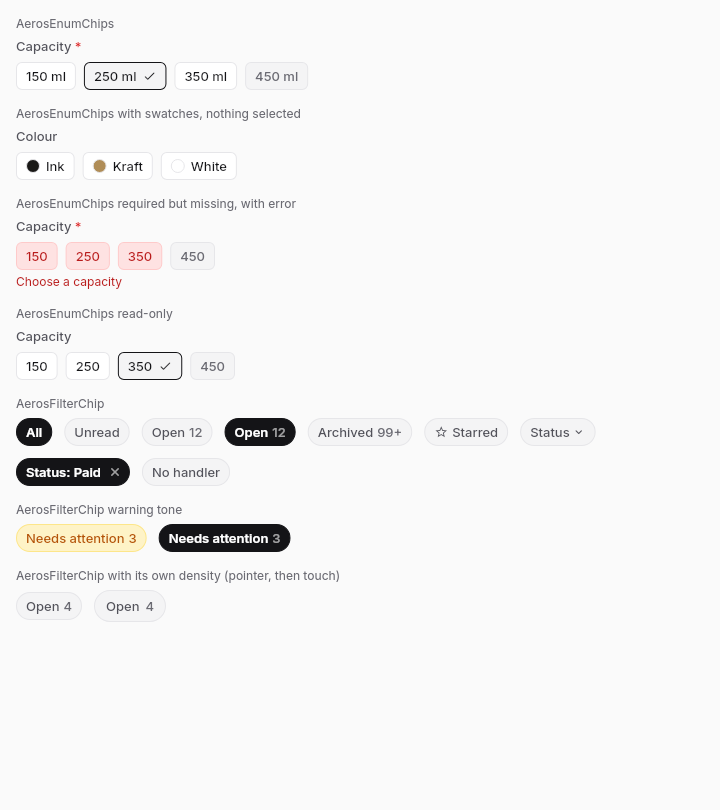 AerosEnumChips
Capacity *
150 ml 250 ml 350 ml 450 ml
AerosEnumChips with swatches, nothing selected
Colour
Ink Kraft White
AerosEnumChips required but missing, with error
Capacity *
150 250 350 450
Choose a capacity
AerosEnumChips read-only
Capacity
150 250 350 450
AerosFilterChip
All Unread Open 12 Open 12 Archived 99+ Starred Status
Status: Paid No handler
AerosFilterChip warning tone
Needs attention 3 Needs attention 3
AerosFilterChip with its own density (pointer, then touch)
Open 4 Open 4